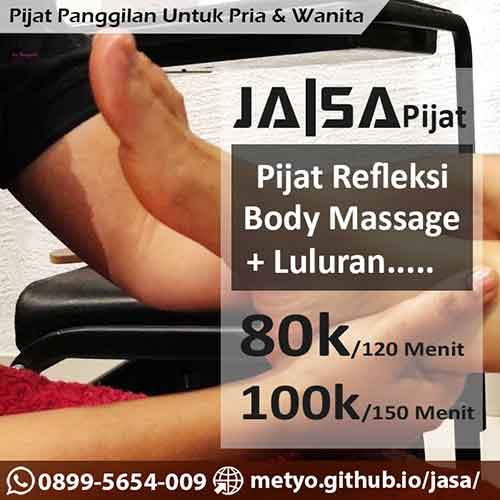 Pijat Panggilan Untuk Pria & Wanita
JA|SA Pijat
Pijat Refleksi
Body Massage
+ Luluran.....
80k/120 Menit
100k/150 Menit
0899-5654-009 metyo.github.io/jasa/